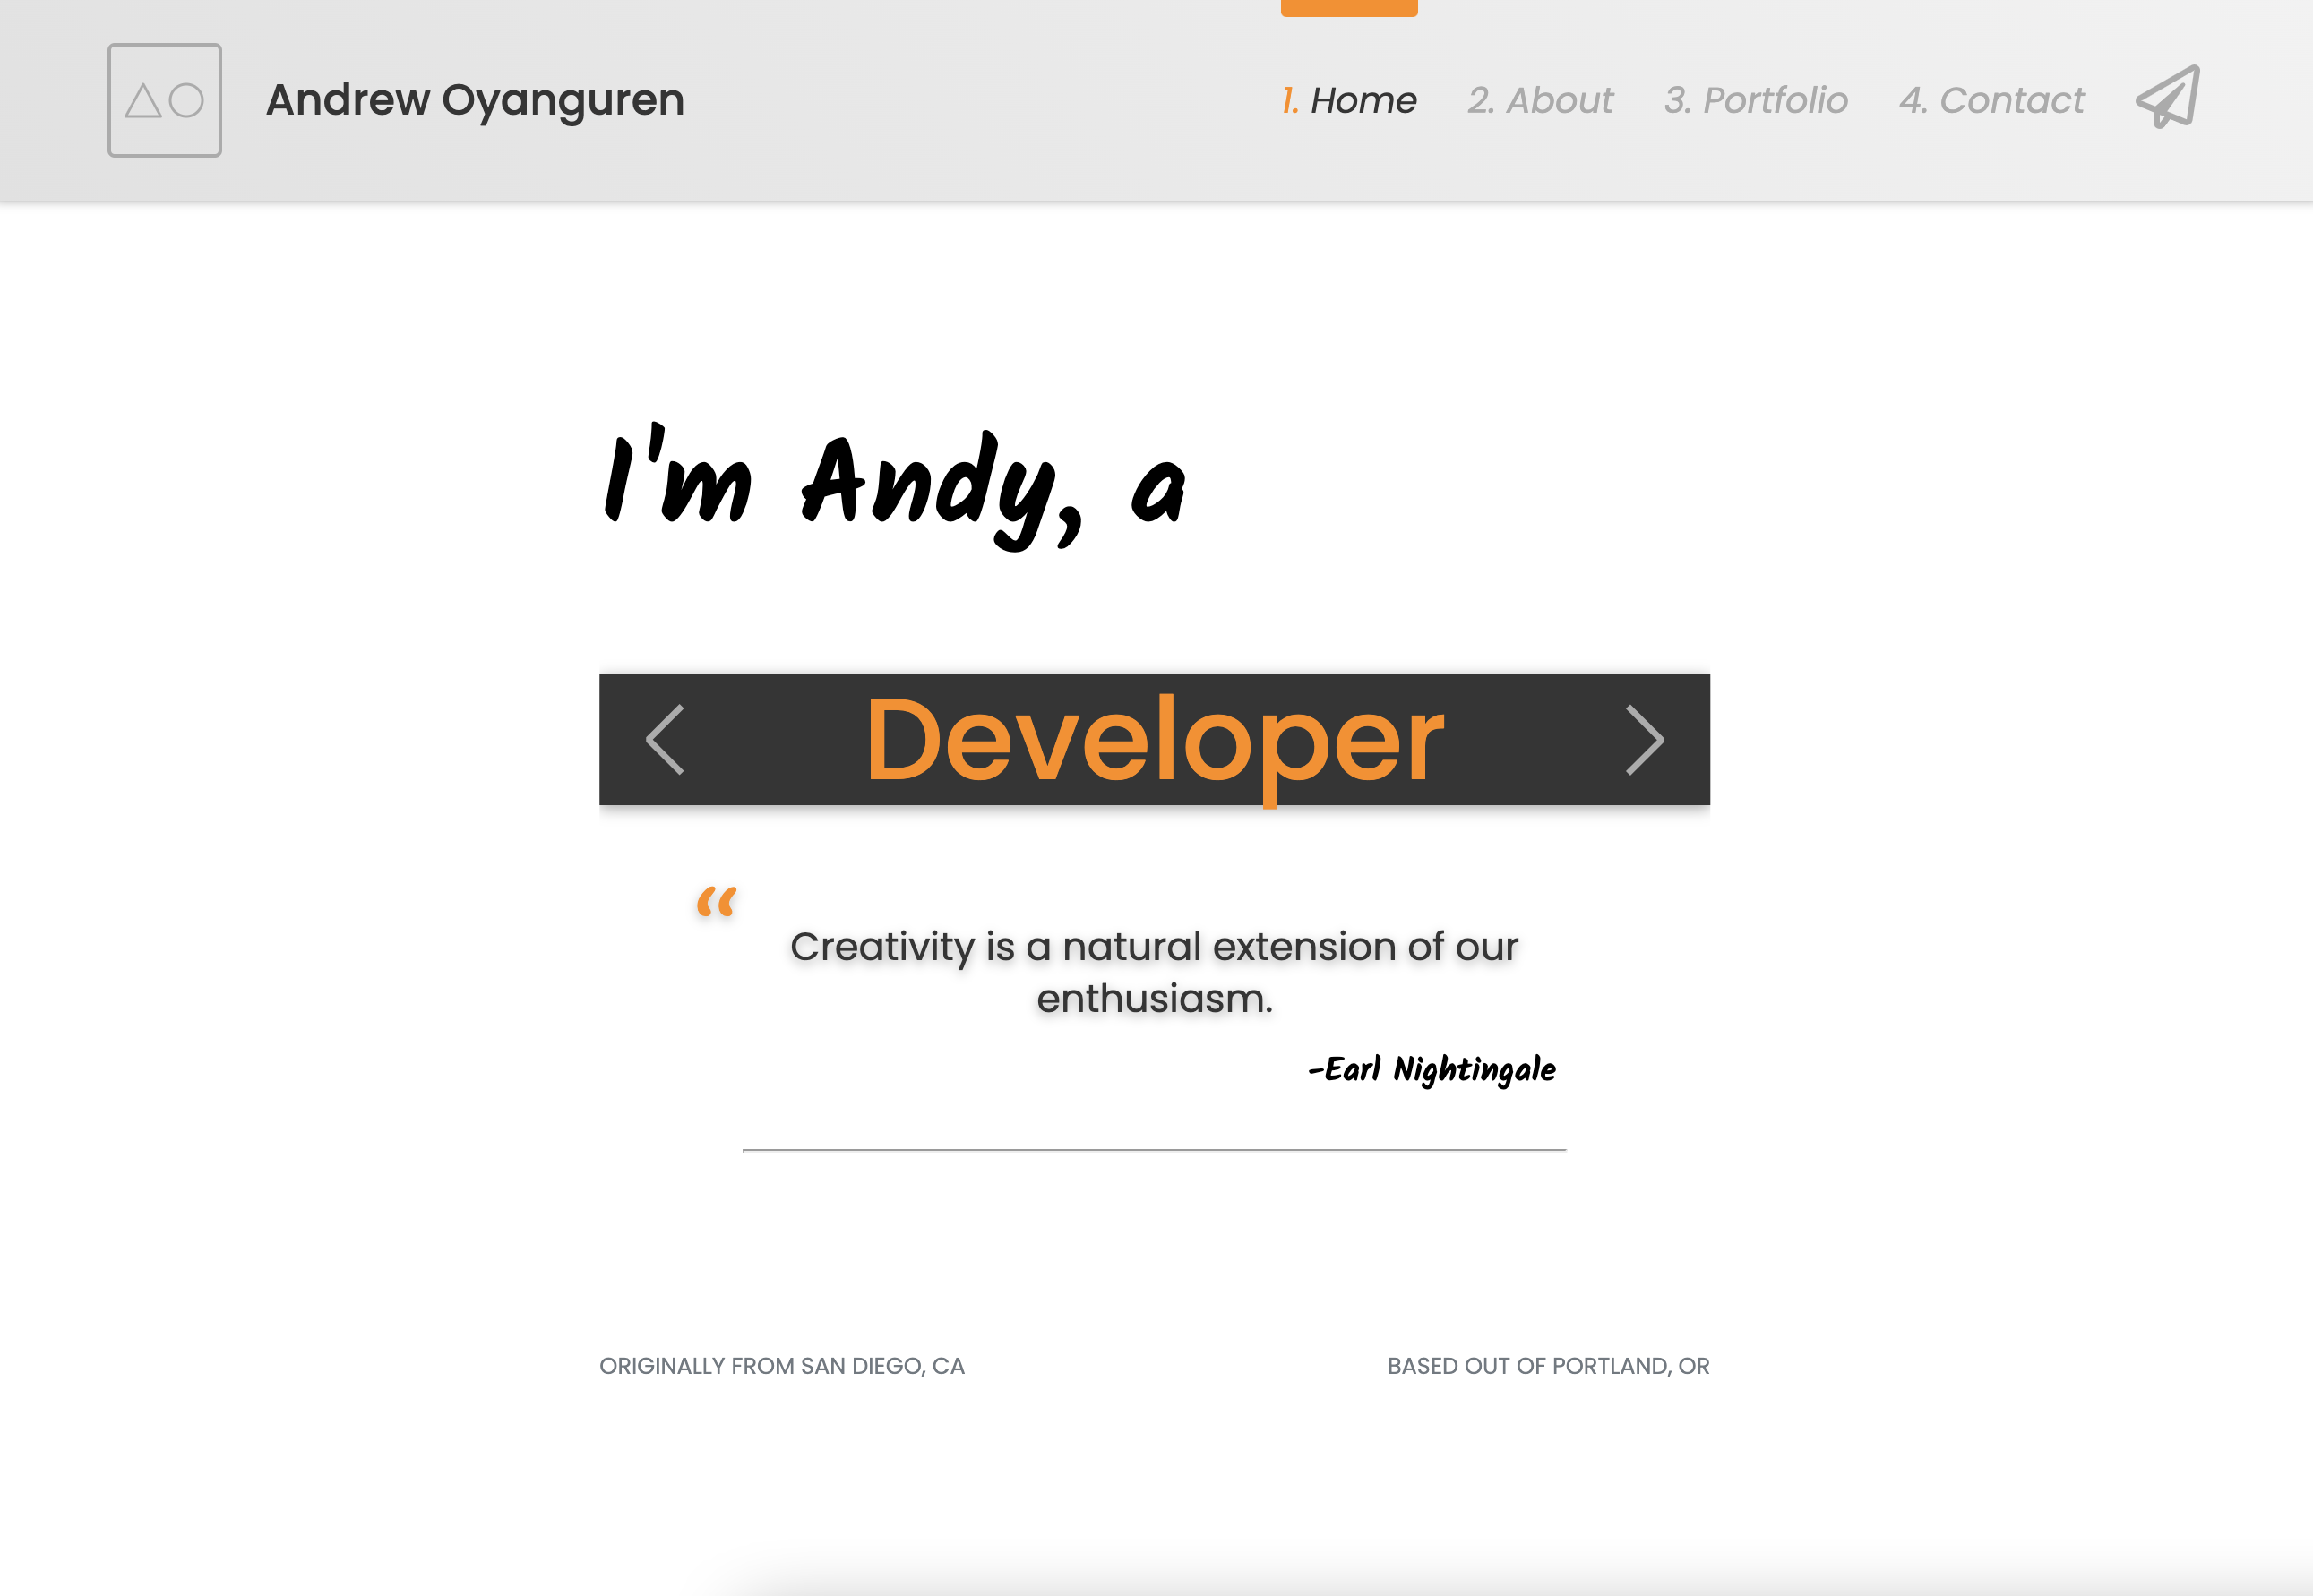 Andrew Oyanguren
1. Home 2. About 3. Portfolio 4. Contact
I'm Andy, a
Developer
“
Creativity is a natural extension of our
enthusiasm.
-Earl Nightingale
ORIGINALLY FROM SAN DIEGO, CA
BASED OUT OF PORTLAND, OR